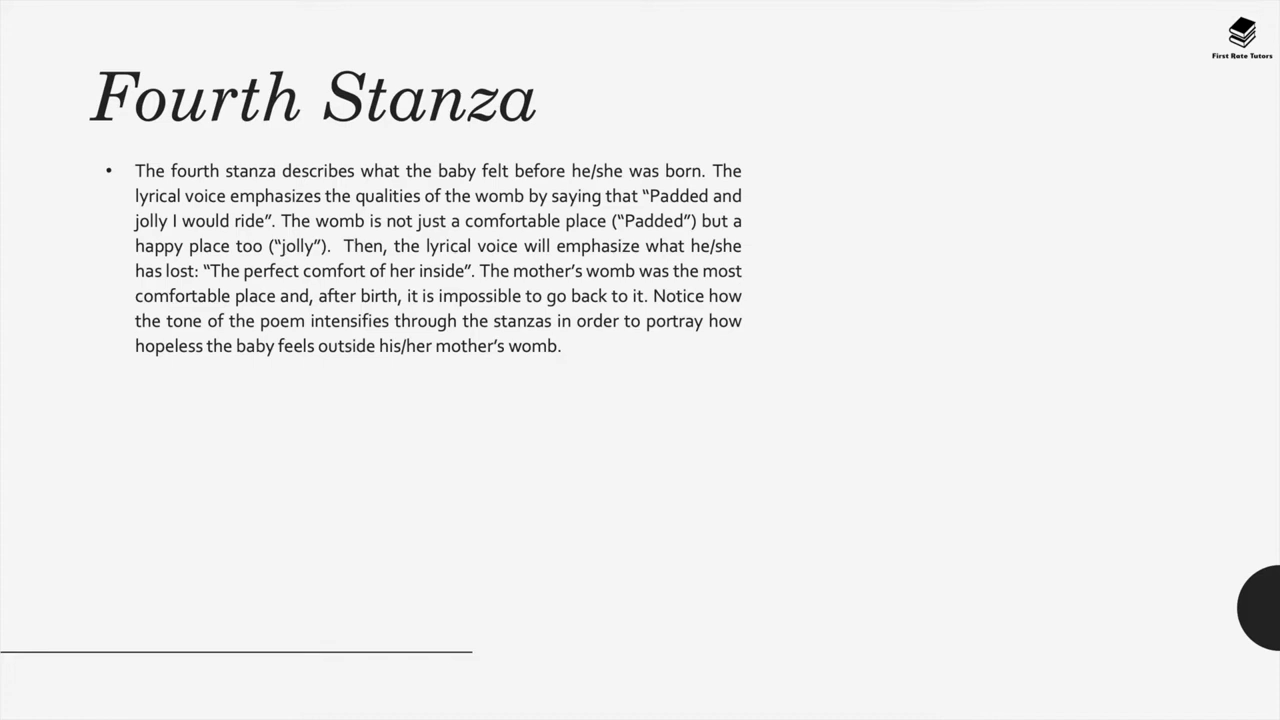 First Rate Tutors
Fourth Stanza
• The fourth stanza describes what the baby felt before he/she was born. The
lyrical voice emphasizes the qualities of the womb by saying that “Padded and
jolly I would ride”. The womb is not just a comfortable place (“Padded”) but a
happy place too (“jolly”).  Then, the lyrical voice will emphasize what he/she
has lost: “The perfect comfort of her inside”. The mother’s womb was the most
comfortable place and, after birth, it is impossible to go back to it. Notice how
the tone of the poem intensifies through the stanzas in order to portray how
hopeless the baby feels outside his/her mother’s womb.